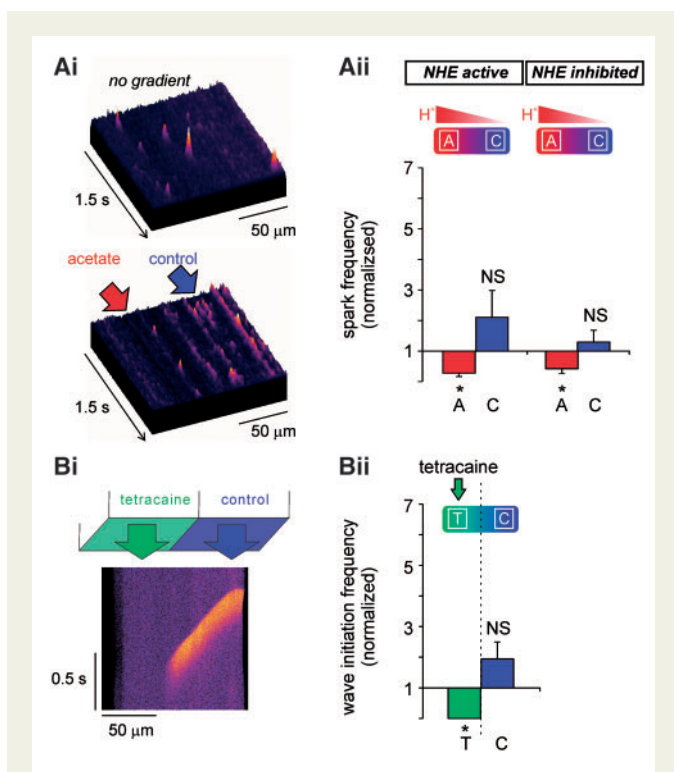 Ai
no gradient
1.5 s
50 μm
acetate control
1.5 s
50 μm
Aii
NHE active NHE inhibited
H⁺ H⁺
A C A C
7
5
3
1
spark frequency
(normalizsed)
NS
NS
* *
A C A C
Bi
tetracaine control
0.5 s
50 μm
Bii
tetracaine
T C
7
5
3
1
wave initiation frequency
(normalized)
NS
*
T C